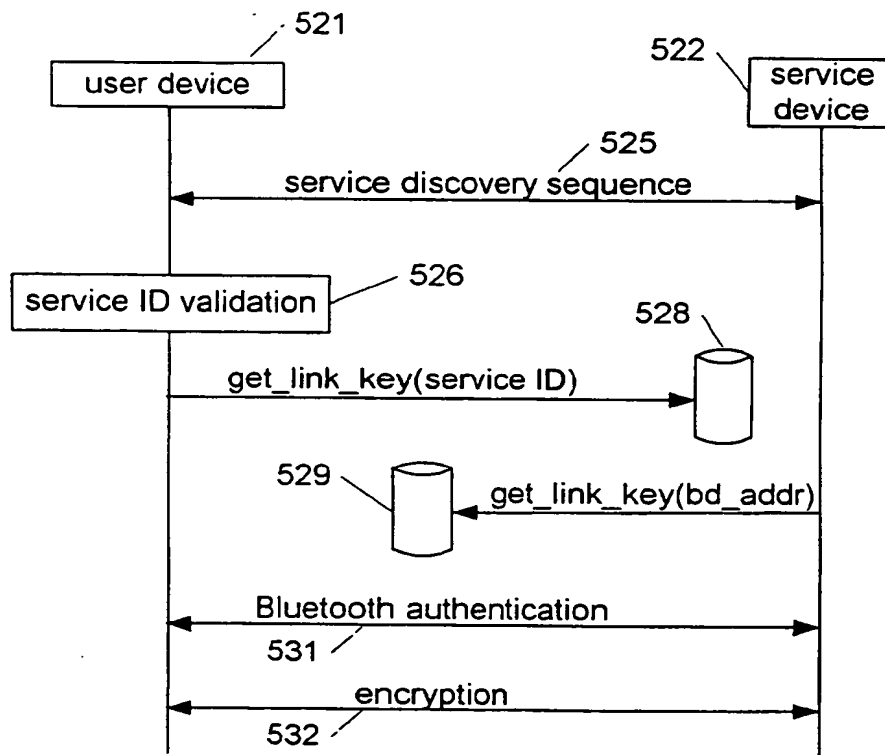 521
user device
522
service
device
525
service discovery sequence
service ID validation
526
528
get_link_key(service ID)
529
get_link_key(bd_addr)
Bluetooth authentication
531
encryption
532